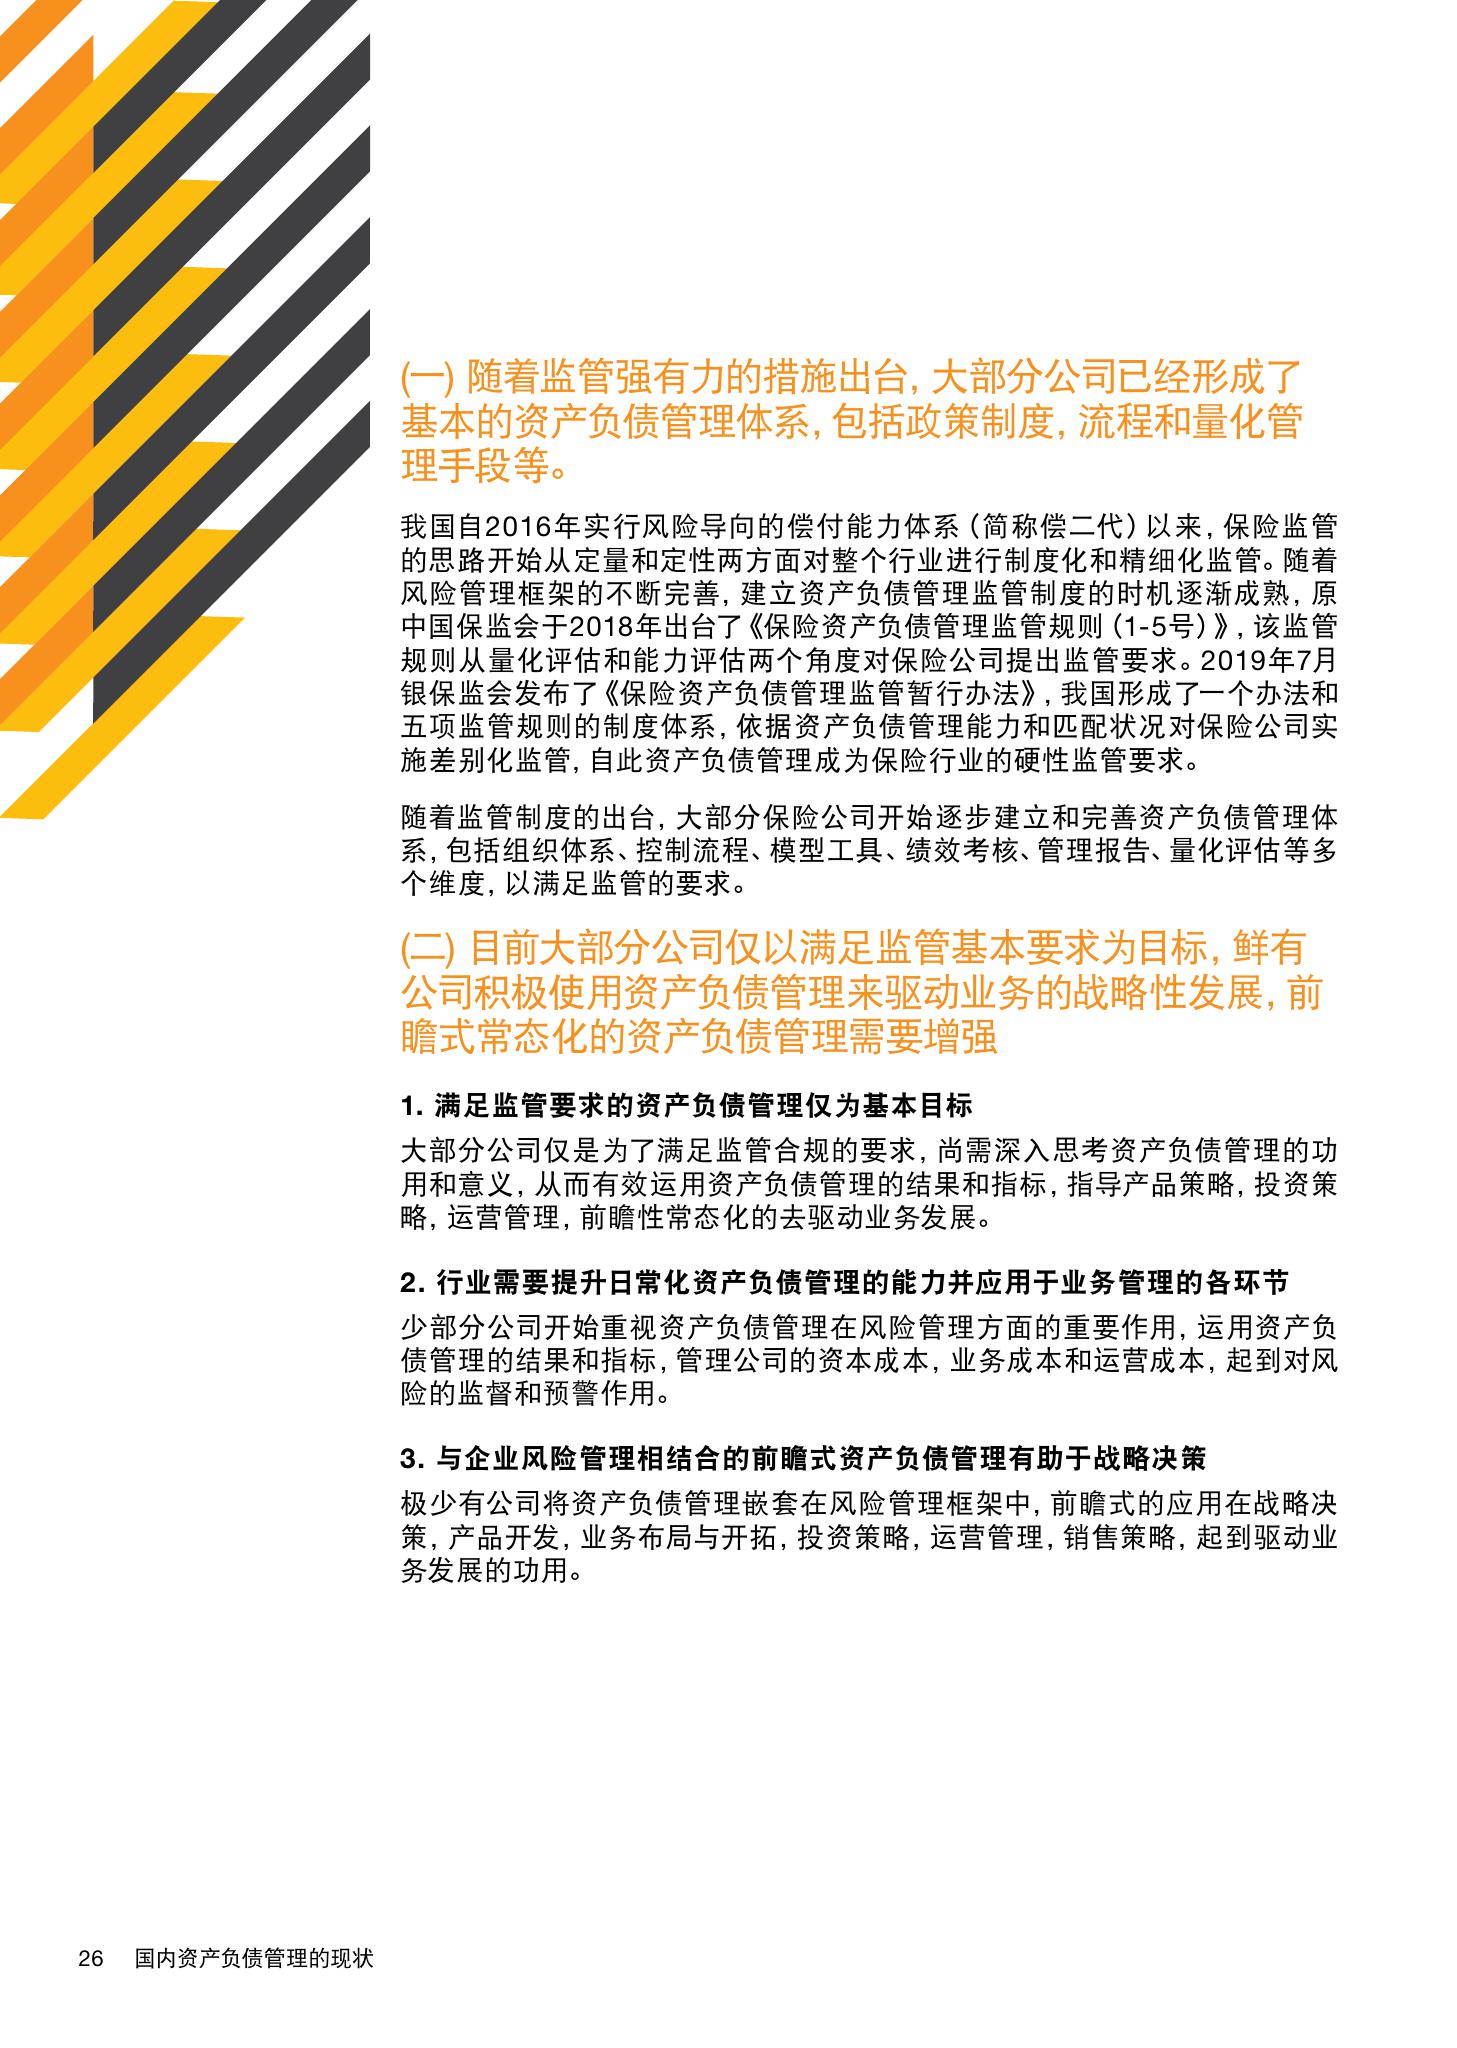 (一) 随着监管强有力的措施出台, 大部分公司已经形成了
基本的资产负债管理体系, 包括政策制度, 流程和量化管
理手段等。
我国自2016年实行风险导向的偿付能力体系（简称偿二代）以来, 保险监管
的思路开始从定量和定性两方面对整个行业进行制度化和精细化监管。随着
风险管理框架的不断完善, 建立资产负债管理监管制度的时机逐渐成熟, 原
中国保监会于2018年出台了《保险资产负债管理监管规则（1-5号）》, 该监管
规则从量化评估和能力评估两个角度对保险公司提出监管要求。2019年7月
银保监会发布了《保险资产负债管理监管暂行办法》, 我国形成了一个办法和
五项监管规则的制度体系, 依据资产负债管理能力和匹配状况对保险公司实
施差别化监管, 自此资产负债管理成为保险行业的硬性监管要求。
随着监管制度的出台, 大部分保险公司开始逐步建立和完善资产负债管理体
系, 包括组织体系、控制流程、模型工具、绩效考核、管理报告、量化评估等多
个维度, 以满足监管的要求。
(二) 目前大部分公司仅以满足监管基本要求为目标, 鲜有
公司积极使用资产负债管理来驱动业务的战略性发展, 前
瞻式常态化的资产负债管理需要增强
1. 满足监管要求的资产负债管理仅为基本目标
大部分公司仅是为了满足监管合规的要求, 尚需深入思考资产负债管理的功
用和意义, 从而有效运用资产负债管理的结果和指标, 指导产品策略, 投资策
略, 运营管理, 前瞻性常态化的去驱动业务发展。
2. 行业需要提升日常化资产负债管理的能力并应用于业务管理的各环节
少部分公司开始重视资产负债管理在风险管理方面的重要作用, 运用资产负
债管理的结果和指标, 管理公司的资本成本, 业务成本和运营成本, 起到对风
险的监督和预警作用。
3. 与企业风险管理相结合的前瞻式资产负债管理有助于战略决策
极少有公司将资产负债管理嵌套在风险管理框架中, 前瞻式的应用在战略决
策, 产品开发, 业务布局与开拓, 投资策略, 运营管理, 销售策略, 起到驱动业
务发展的功用。
26 国内资产负债管理的现状